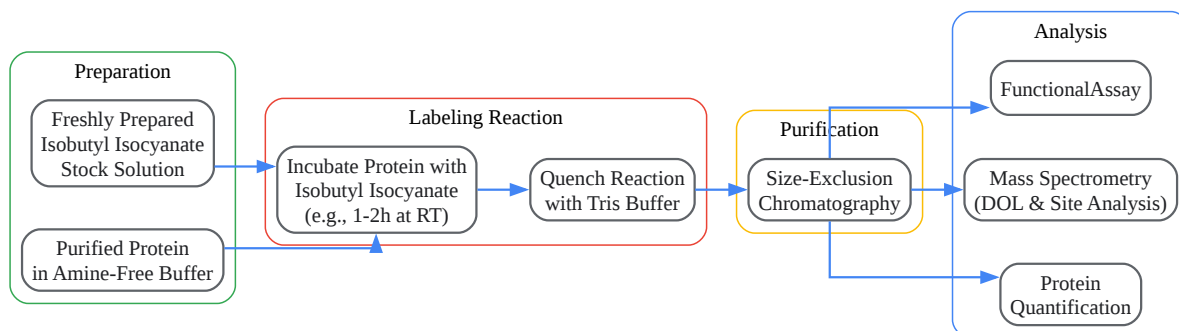 Preparation
Freshly Prepared
Isobutyl Isocyanate
Stock Solution
Purified Protein
in Amine-Free Buffer
Labeling Reaction
Incubate Protein with
Isobutyl Isocyanate
(e.g., 1-2h at RT)
Quench Reaction
with Tris Buffer
Purification
Size-Exclusion
Chromatography
Analysis
FunctionalAssay
Mass Spectrometry
(DOL & Site Analysis)
Protein
Quantification